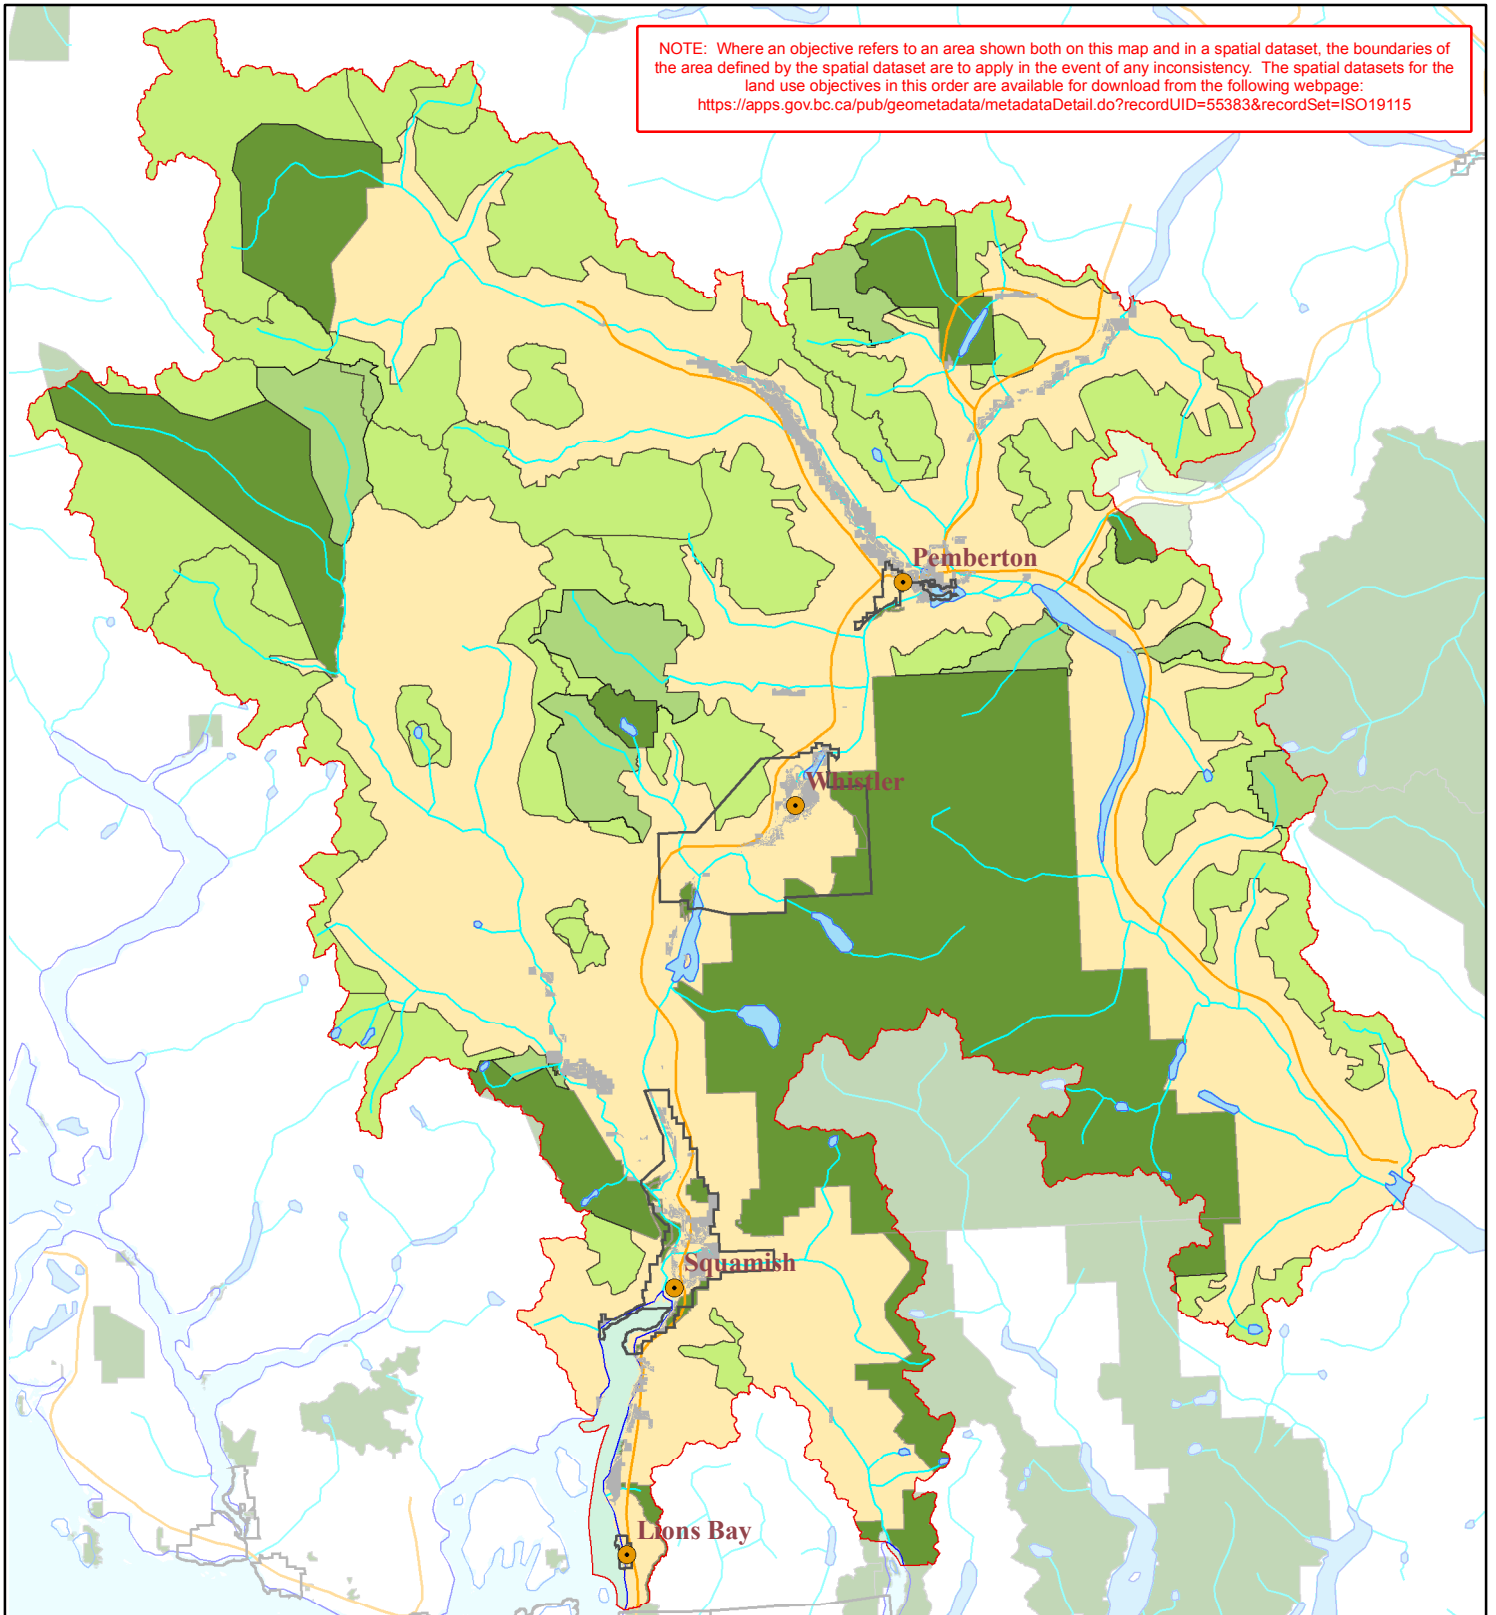 NOTE:  Where an objective refers to an area shown both on this map and in a spatial dataset, the boundaries of
the area defined by the spatial dataset are to apply in the event of any inconsistency.  The spatial datasets for the
land use objectives in this order are available for download from the following webpage:
https://apps.gov.bc.ca/pub/geometadata/metadataDetail.do?recordUID=55383&recordSet=ISO19115
Pemberton
Whistler
Squamish
Lions Bay